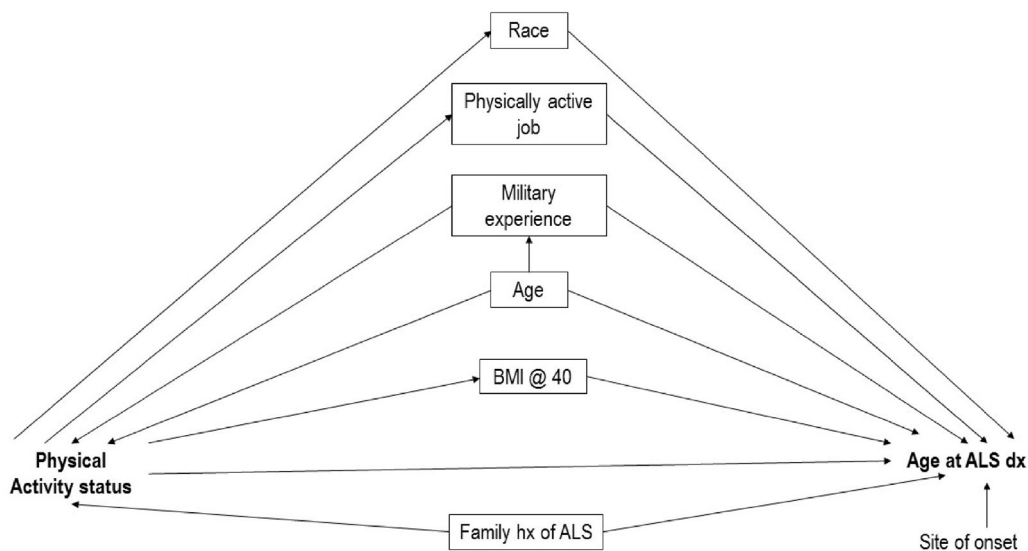 Race
Physically active
job
Military
experience
Age
BMI @ 40
Physical
Activity status
Age at ALS dx
Family hx of ALS
Site of onset